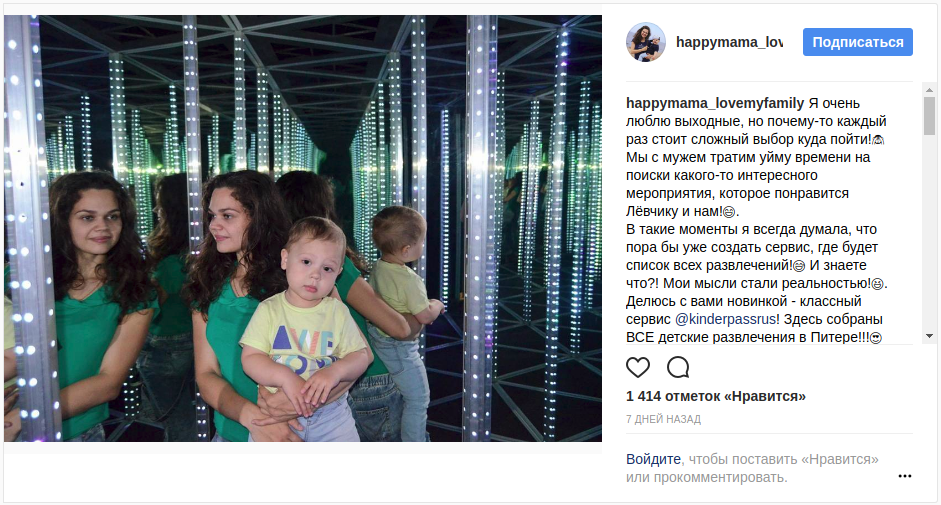 happymama_lov
Подписаться
happymama_lovemyfamily Я очень
люблю выходные, но почему-то каждый
раз стоит сложный выбор куда пойти!🙈
Мы с мужем тратим уйму времени на
поиски какого-то интересного
мероприятия, которое понравится
Лёвчику и нам!😄.
В такие моменты я всегда думала, что
пора бы уже создать сервис, где будет
список всех развлечений!😅 И знаете
что?! Мои мысли стали реальностью!😆.
Делюсь с вами новинкой - классный
сервис @kinderpassrus! Здесь собраны
ВСЕ детские развлечения в Питере!!!😍
1 414 отметок «Нравится»
7 ДНЕЙ НАЗАД
Войдите, чтобы поставить «Нравится»
или прокомментировать.